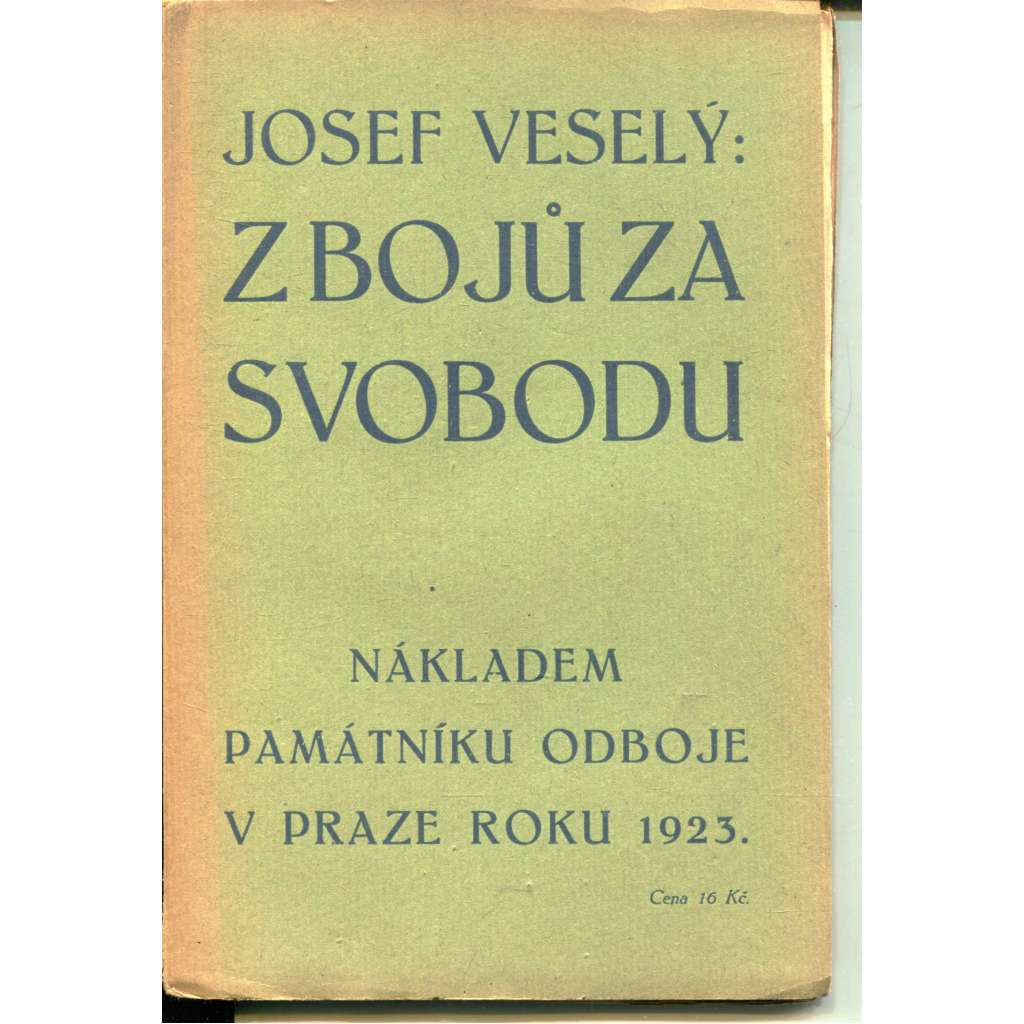 JOSEF VESELÝ:
Z BOJŮ ZA
SVOBODU
NÁKLADEM
PAMÁTNÍKU ODBOJE
V PRAZE ROKU 1923.
Cena 16 Kč.